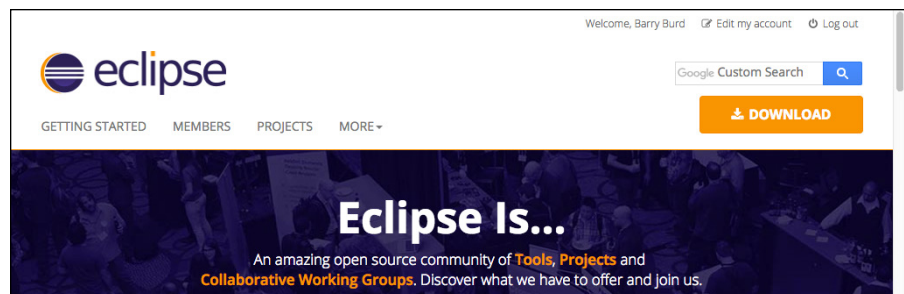 Welcome, Barry Burd Edit my account Log out
eclipse
Google Custom Search
DOWNLOAD
GETTING STARTED MEMBERS PROJECTS MORE
Eclipse Is...
An amazing open source community of Tools, Projects and
Collaborative Working Groups. Discover what we have to offer and join us.